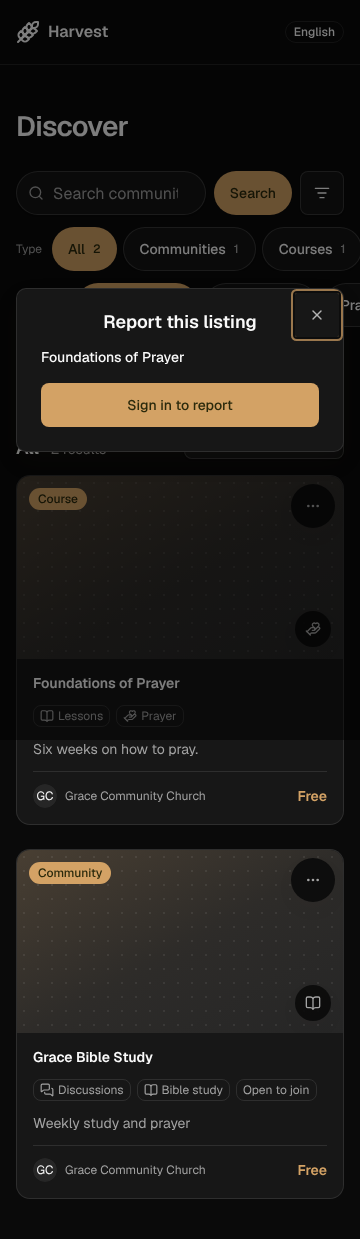 Harvest
English
Discover
Search
Type
All 2
Communities 1
Courses 1
Report this listing
Foundations of Prayer
Sign in to report
Course
Foundations of Prayer
Lessons
Prayer
Six weeks on how to pray.
GC
Grace Community Church
Free
Community
Grace Bible Study
Discussions
Bible study
Open to join
Weekly study and prayer
GC
Grace Community Church
Free